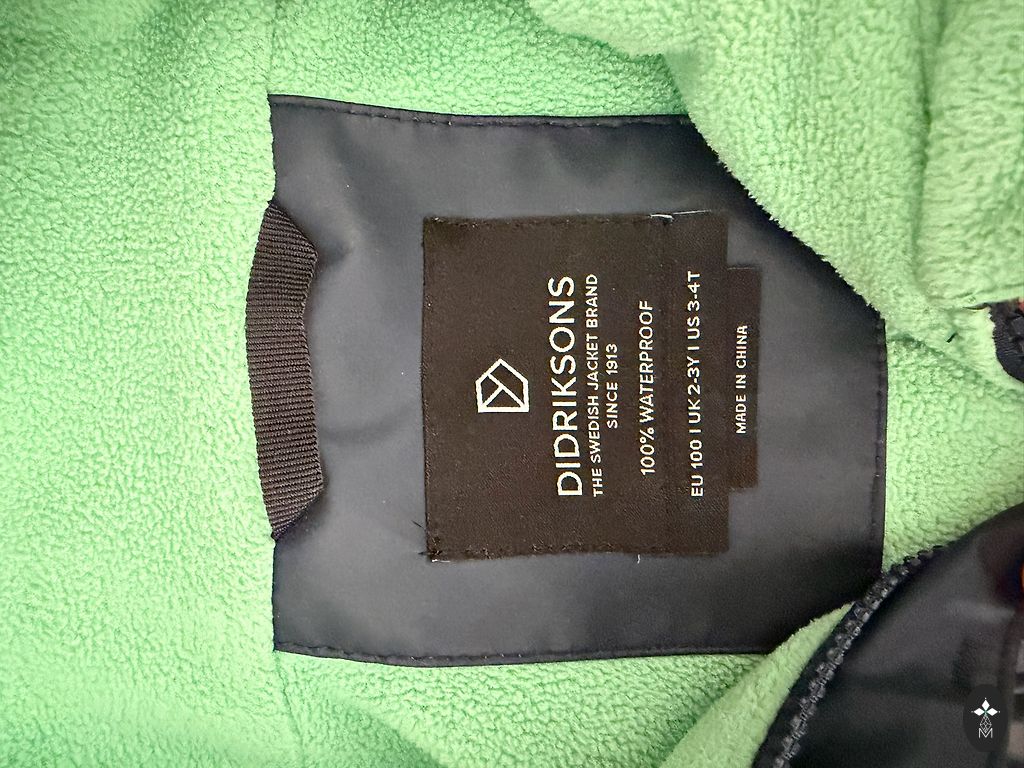 DIDRIKSONS
THE SWEDISH JACKET BRAND
SINCE 1913
100% WATERPROOF
EU 100 I UK 2-3Y I US 3-4T
MADE IN CHINA
M